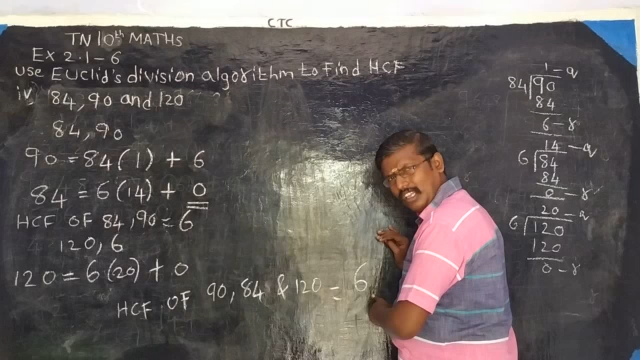 CTC
TN 10th MATHS
Ex 2.1-6
use Euclid's division algorithm to Find HCF
iv, 84, 90 and 120
84, 90
90 = 84(1) + 6
84 = 6(14) + 0
HCF OF 84, 90 = 6
120, 6
120 = 6(20) + 0
HCF OF 90, 84 & 120 = 6
1 - q
84 90
84
6 - r
14 - q
6 84
84
0 - r
20 = q
6 120
120
0 - r